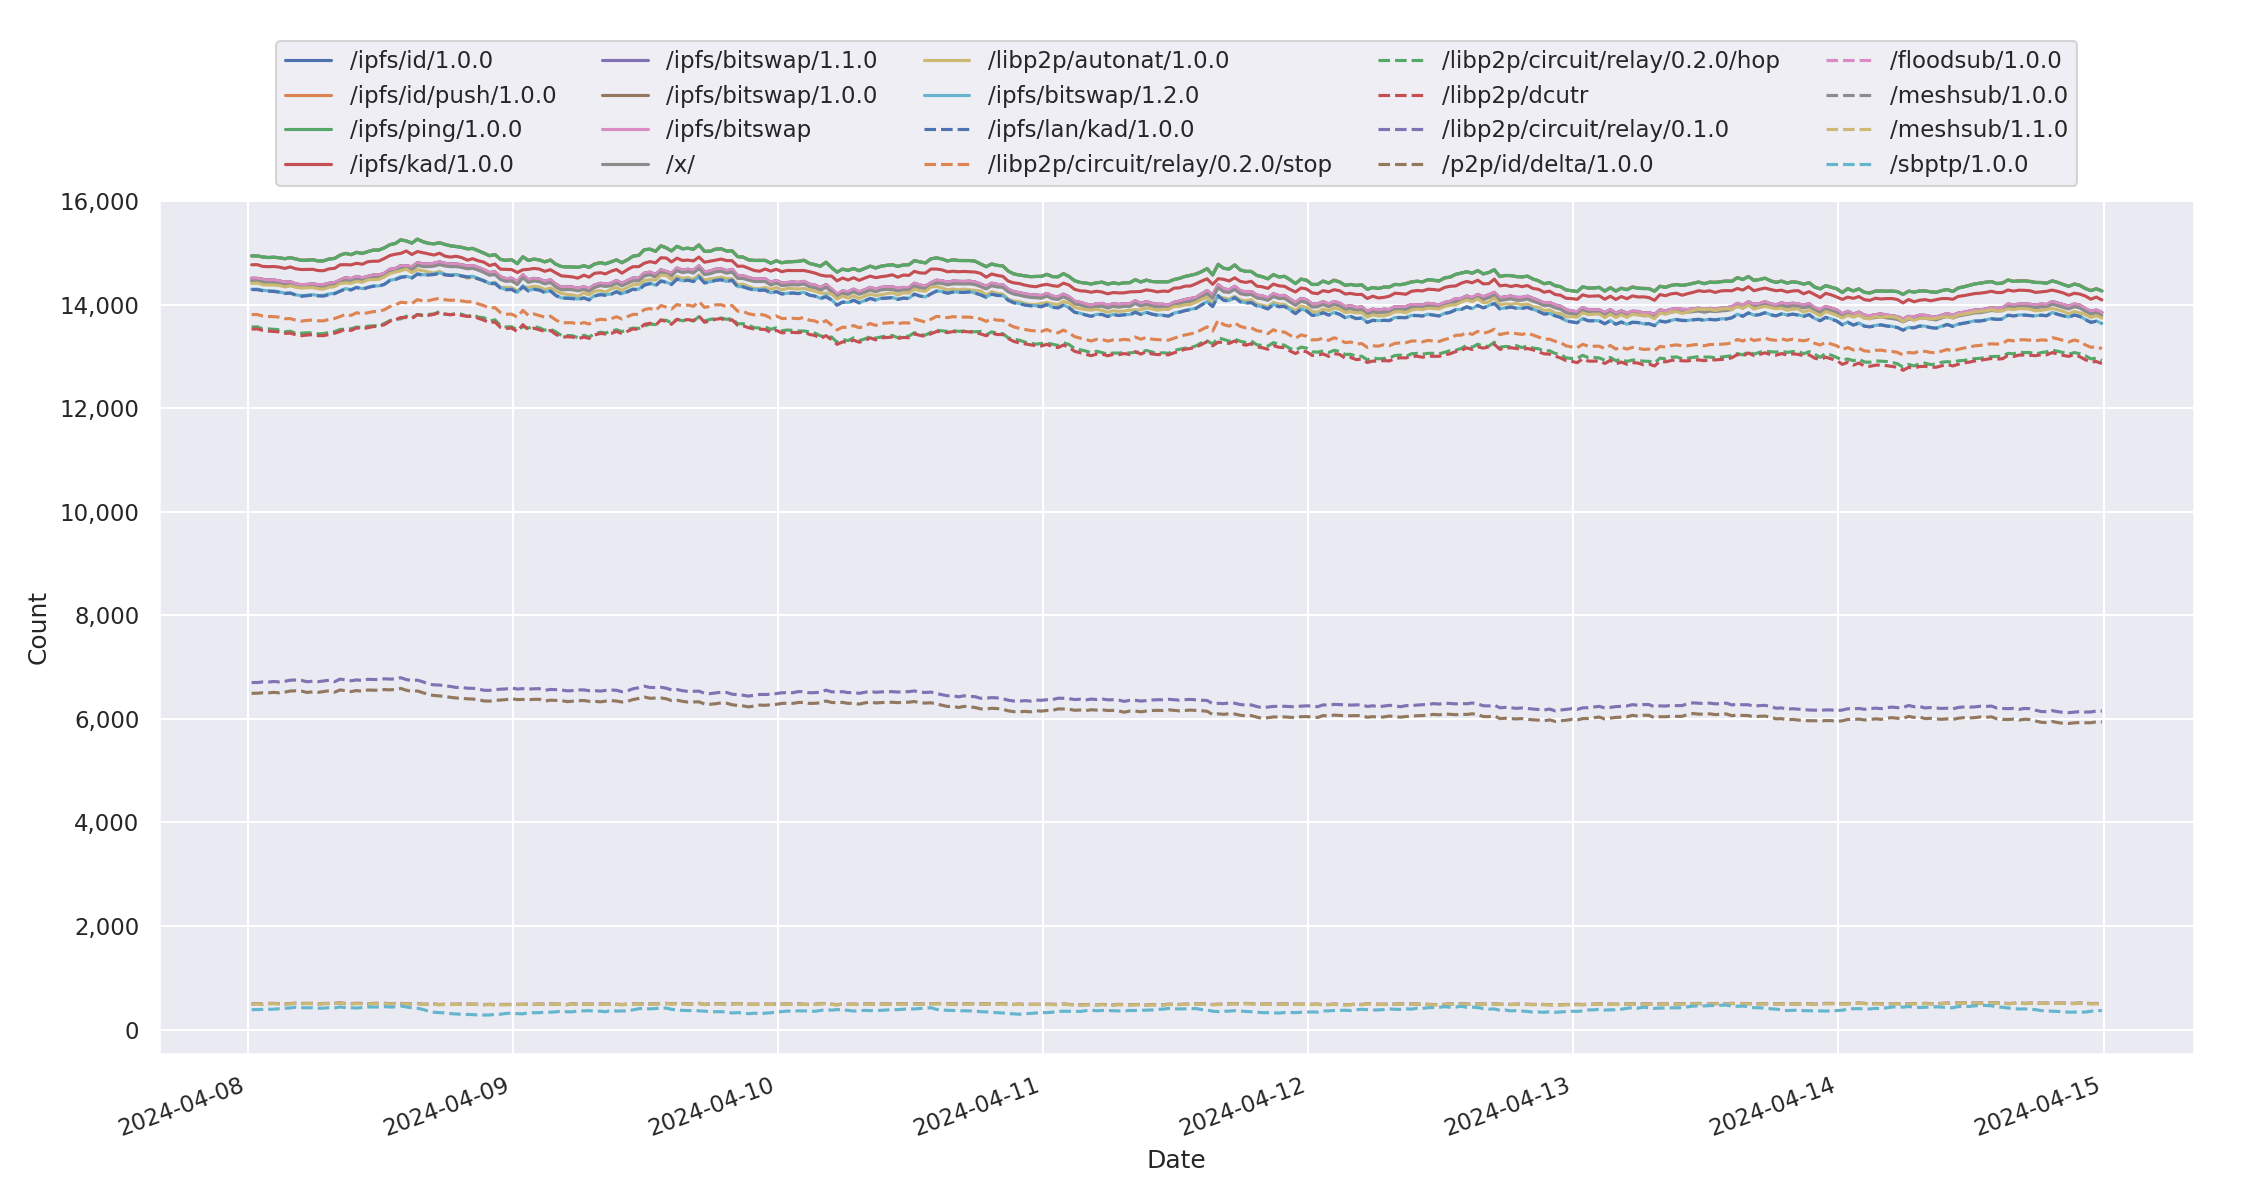 /ipfs/id/1.0.0
/ipfs/id/push/1.0.0
/ipfs/ping/1.0.0
/ipfs/kad/1.0.0
/ipfs/bitswap/1.1.0
/ipfs/bitswap/1.0.0
/ipfs/bitswap
/x/
/libp2p/autonat/1.0.0
/ipfs/bitswap/1.2.0
/ipfs/lan/kad/1.0.0
/libp2p/circuit/relay/0.2.0/stop
/libp2p/circuit/relay/0.2.0/hop
/libp2p/dcutr
/libp2p/circuit/relay/0.1.0
/p2p/id/delta/1.0.0
/floodsub/1.0.0
/meshsub/1.0.0
/meshsub/1.1.0
/sbptp/1.0.0
16,000
14,000
12,000
10,000
8,000
6,000
4,000
2,000
0
Count
2024-04-08
2024-04-09
2024-04-10
2024-04-11
2024-04-12
2024-04-13
2024-04-14
2024-04-15
Date